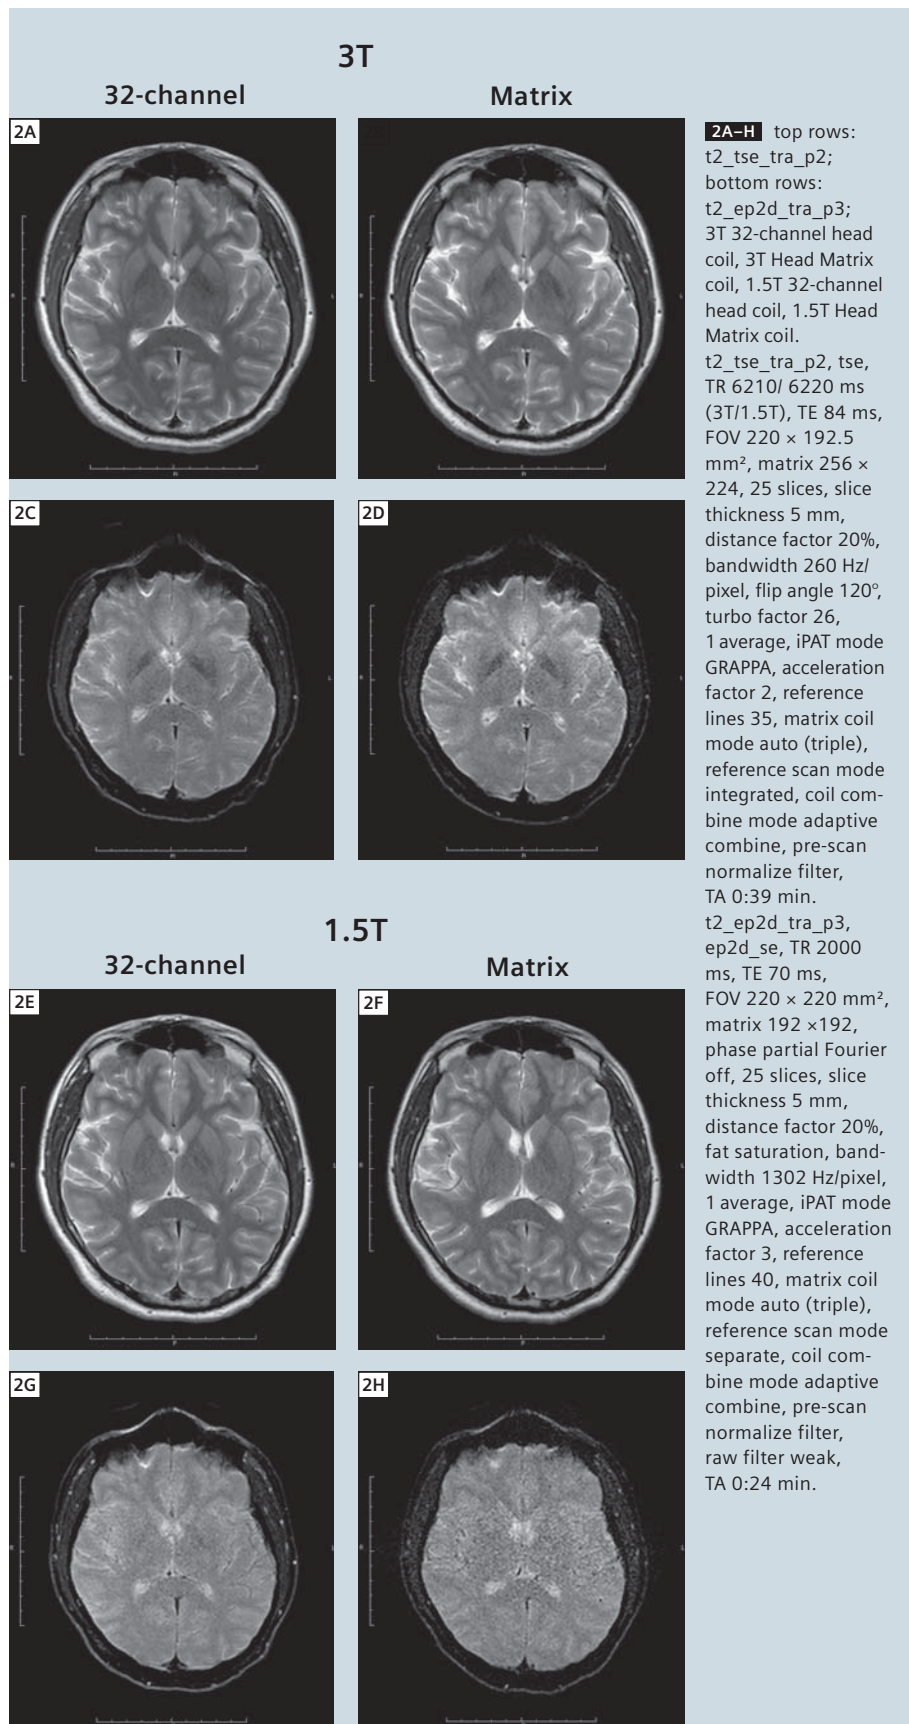 3T
32-channel
Matrix
2A
2C
2D
1.5T
32-channel
Matrix
2E
2F
2G
2H
2A–H top rows:
t2_tse_tra_p2;
bottom rows:
t2_ep2d_tra_p3;
3T 32-channel head
coil, 3T Head Matrix
coil, 1.5T 32-channel
head coil, 1.5T Head
Matrix coil.
t2_tse_tra_p2, tse,
TR 6210/ 6220 ms
(3T/1.5T), TE 84 ms,
FOV 220 × 192.5
mm², matrix 256 ×
224, 25 slices, slice
thickness 5 mm,
distance factor 20%,
bandwidth 260 Hz/
pixel, flip angle 120°,
turbo factor 26,
1 average, iPAT mode
GRAPPA, acceleration
factor 2, reference
lines 35, matrix coil
mode auto (triple),
reference scan mode
integrated, coil com-
bine mode adaptive
combine, pre-scan
normalize filter,
TA 0:39 min.
t2_ep2d_tra_p3,
ep2d_se, TR 2000
ms, TE 70 ms,
FOV 220 × 220 mm²,
matrix 192 ×192,
phase partial Fourier
off, 25 slices, slice
thickness 5 mm,
distance factor 20%,
fat saturation, band-
width 1302 Hz/pixel,
1 average, iPAT mode
GRAPPA, acceleration
factor 3, reference
lines 40, matrix coil
mode auto (triple),
reference scan mode
separate, coil com-
bine mode adaptive
combine, pre-scan
normalize filter,
raw filter weak,
TA 0:24 min.